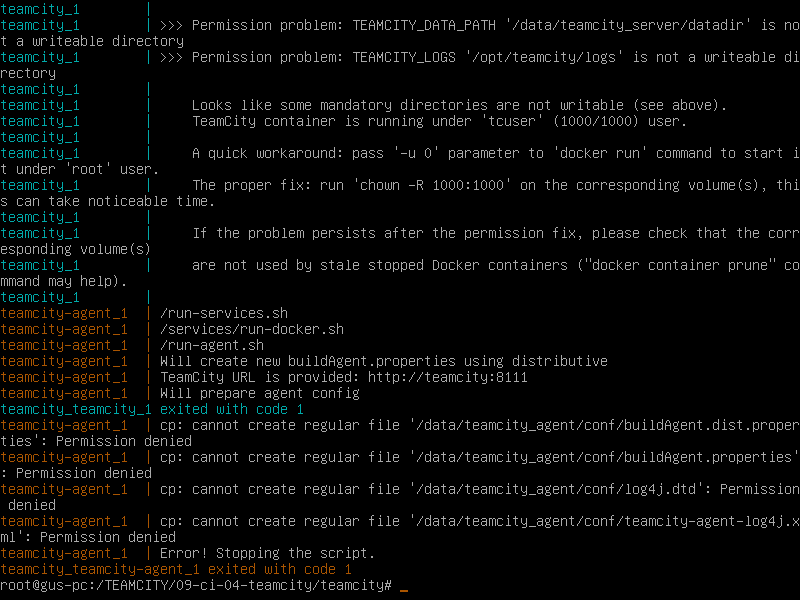 teamcity_1        |
teamcity_1        | >>> Permission problem: TEAMCITY_DATA_PATH '/data/teamcity_server/datadir' is no
t a writeable directory
teamcity_1        | >>> Permission problem: TEAMCITY_LOGS '/opt/teamcity/logs' is not a writeable di
rectory
teamcity_1        |
teamcity_1        |     Looks like some mandatory directories are not writable (see above).
teamcity_1        |     TeamCity container is running under 'tcuser' (1000/1000) user.
teamcity_1        |
teamcity_1        |     A quick workaround: pass '-u 0' parameter to 'docker run' command to start i
t under 'root' user.
teamcity_1        |     The proper fix: run 'chown -R 1000:1000' on the corresponding volume(s), thi
s can take noticeable time.
teamcity_1        |
teamcity_1        |     If the problem persists after the permission fix, please check that the corr
esponding volume(s)
teamcity_1        |     are not used by stale stopped Docker containers ("docker container prune" co
mmand may help).
teamcity_1        |
teamcity-agent_1  | /run-services.sh
teamcity-agent_1  | /services/run-docker.sh
teamcity-agent_1  | /run-agent.sh
teamcity-agent_1  | Will create new buildAgent.properties using distributive
teamcity-agent_1  | TeamCity URL is provided: http://teamcity:8111
teamcity-agent_1  | Will prepare agent config
teamcity_teamcity_1 exited with code 1
teamcity-agent_1  | cp: cannot create regular file '/data/teamcity_agent/conf/buildAgent.dist.proper
ties': Permission denied
teamcity-agent_1  | cp: cannot create regular file '/data/teamcity_agent/conf/buildAgent.properties'
: Permission denied
teamcity-agent_1  | cp: cannot create regular file '/data/teamcity_agent/conf/log4j.dtd': Permission
 denied
teamcity-agent_1  | cp: cannot create regular file '/data/teamcity_agent/conf/teamcity-agent-log4j.x
ml': Permission denied
teamcity-agent_1  | Error! Stopping the script.
teamcity_teamcity-agent_1 exited with code 1
root@gus-pc:/TEAMCITY/09-ci-04-teamcity/teamcity# _